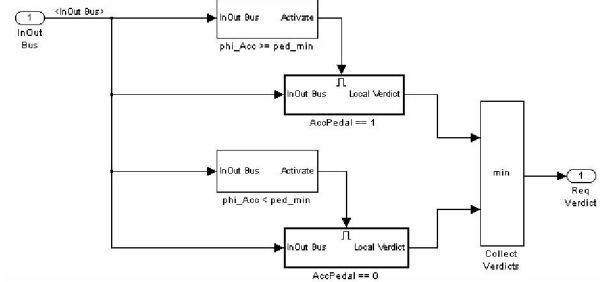 <InOut Bus>
1
InOut
Bus
InOut Bus Activate
phi_Acc >= ped_min
InOut Bus Local Verdict
AccPedal == 1
InOut Bus Activate
phi_Acc < ped_min
InOut Bus Local Verdict
AccPedal == 0
min
Collect
Verdicts
1
Req
Verdict